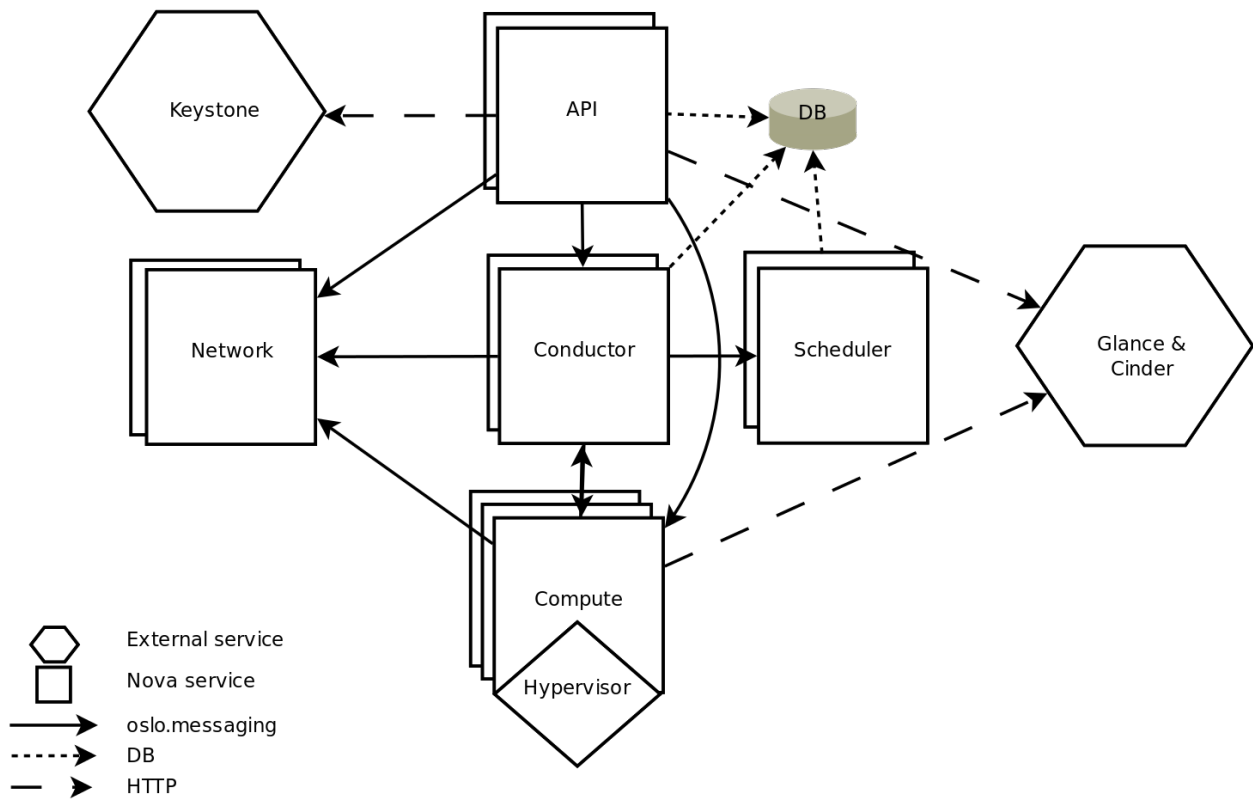 Keystone
API
DB
Network
Conductor
Scheduler
Glance &
Cinder
Compute
Hypervisor
External service
Nova service
oslo.messaging
DB
HTTP